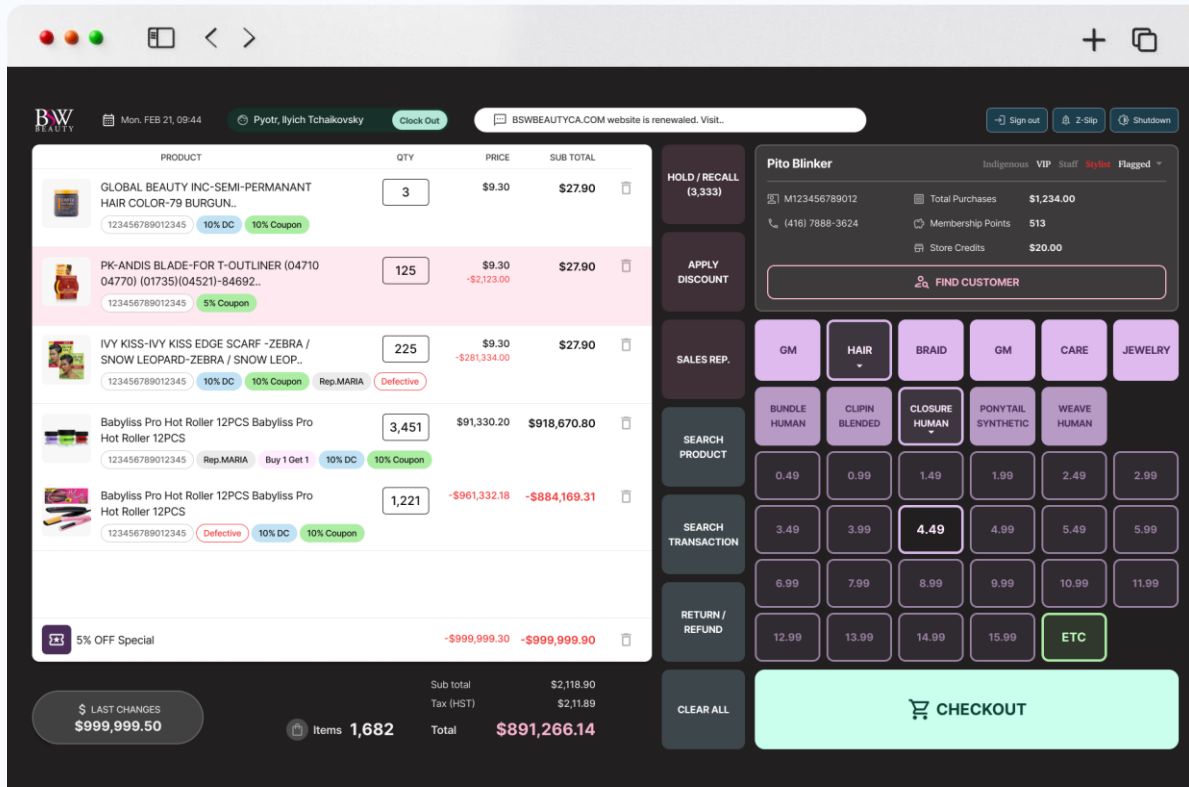 BSW
BEAUTY
Mon. FEB 21, 09:44
Pyotr, Ilyich Tchaikovsky
Clock Out
BSWBEAUTYCA.COM website is renewaled. Visit..
Sign out
Z-Slip
Shutdown
PRODUCT QTY PRICE SUB TOTAL
GLOBAL BEAUTY INC-SEMI-PERMANANT
HAIR COLOR-79 BURGUN..
3 $9.30 $27.90
123456789012345 10% DC 10% Coupon
PK-ANDIS BLADE-FOR T-OUTLINER (04710
04770) (01735)(04521)-84692..
125 $9.30 $27.90
-$2,123.00
123456789012345 5% Coupon
IVY KISS-IVY KISS EDGE SCARF -ZEBRA /
SNOW LEOPARD-ZEBRA / SNOW LEOP..
225 $9.30 $27.90
-$281,334.00
123456789012345 10% DC 10% Coupon Rep.MARIA Defective
Babyliss Pro Hot Roller 12PCS Babyliss Pro
Hot Roller 12PCS
3,451 $91,330.20 $918,670.80
123456789012345 Rep.MARIA Buy 1 Get 1 10% DC 10% Coupon
Babyliss Pro Hot Roller 12PCS Babyliss Pro
Hot Roller 12PCS
1,221 -$961,332.18 -$884,169.31
123456789012345 Defective 10% DC 10% Coupon
5% OFF Special -$999,999.30 -$999,999.90
$ LAST CHANGES
$999,999.50
Items 1,682
Sub total $2,118.90
Tax (HST) $2,11.89
Total $891,266.14
HOLD / RECALL
(3,333)
APPLY
DISCOUNT
SALES REP.
SEARCH
PRODUCT
SEARCH
TRANSACTION
RETURN /
REFUND
CLEAR ALL
Pito Blinker
Indigenous VIP Staff Stylist Flagged
M123456789012
(416) 7888-3624
Total Purchases $1,234.00
Membership Points 513
Store Credits $20.00
FIND CUSTOMER
GM HAIR BRAID GM CARE JEWELRY
BUNDLE
HUMAN
CLIPIN
BLENDED
CLOSURE
HUMAN
PONYTAIL
SYNTHETIC
WEAVE
HUMAN
0.49 0.99 1.49 1.99 2.49 2.99
3.49 3.99 4.49 4.99 5.49 5.99
6.99 7.99 8.99 9.99 10.99 11.99
12.99 13.99 14.99 15.99 ETC
CHECKOUT